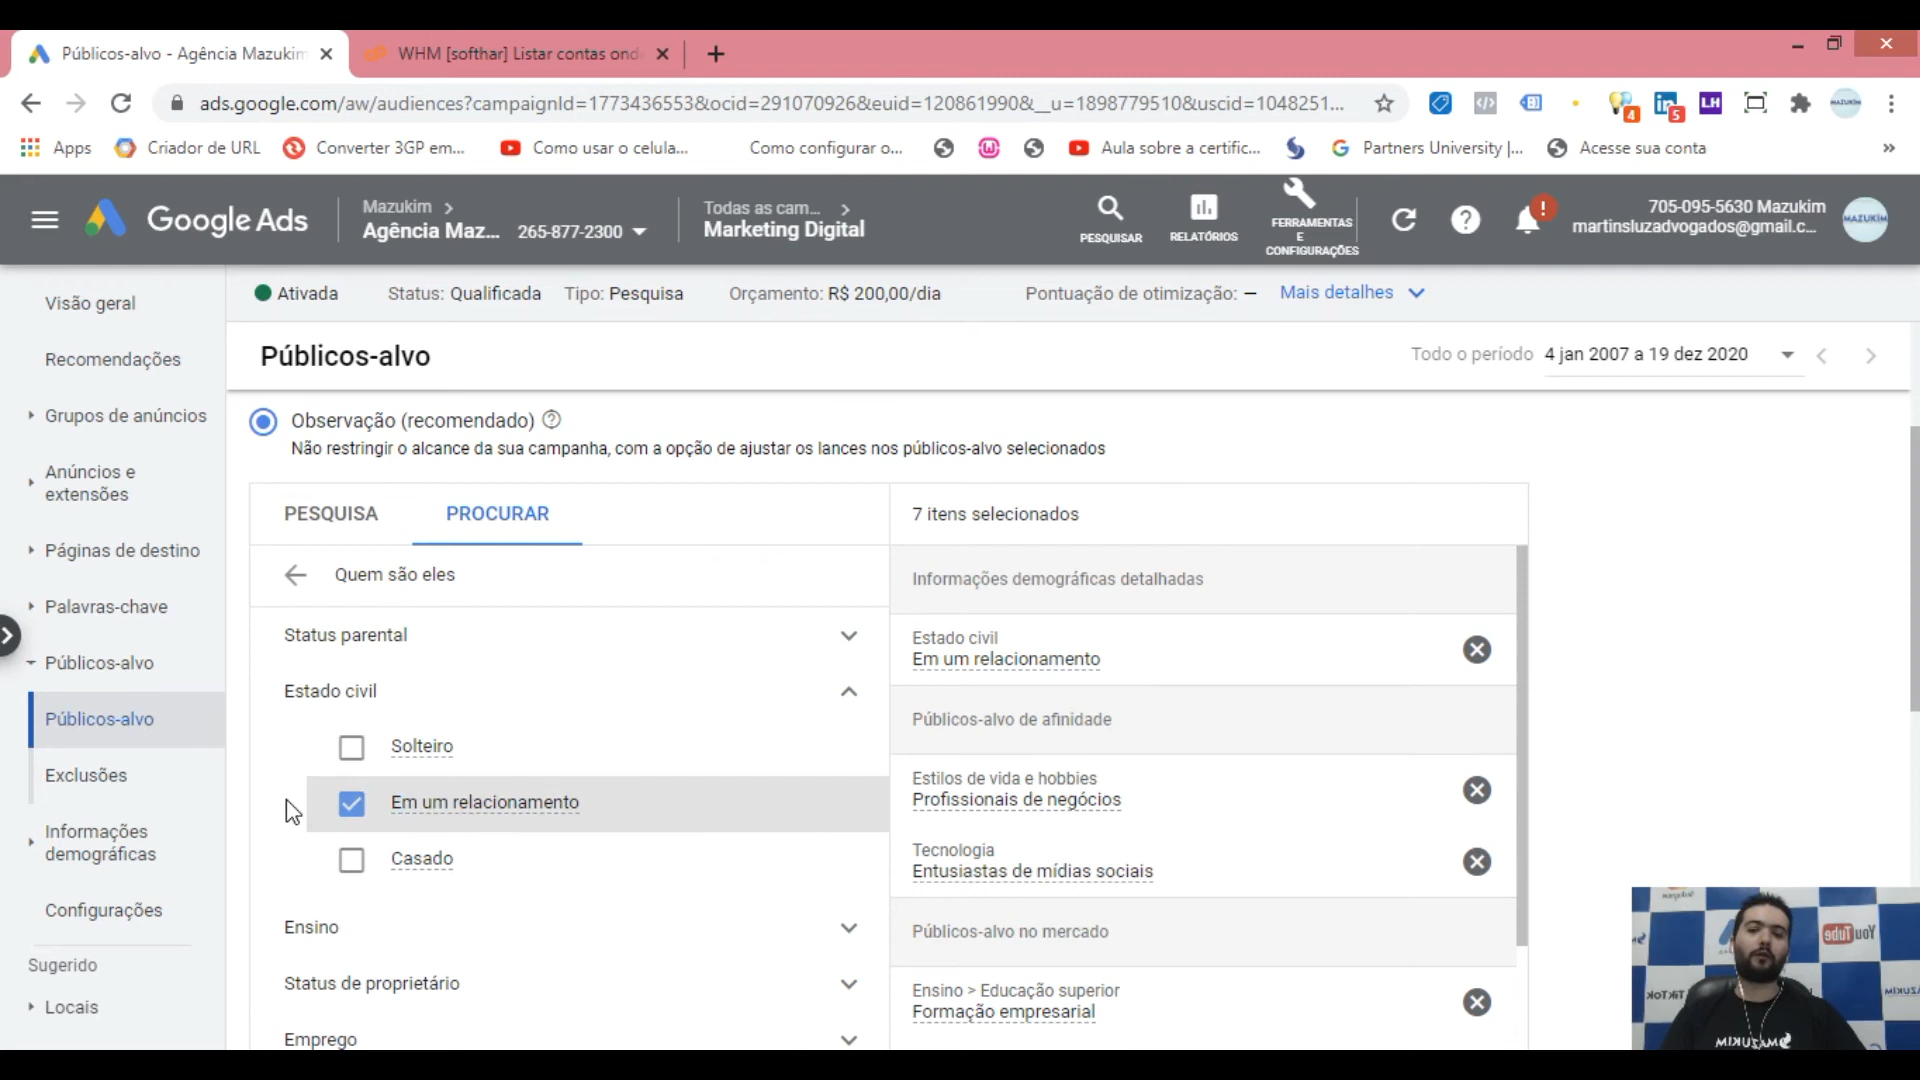 Públicos-alvo - Agência Mazukim
WHM [softhar] Listar contas ond
ads.google.com/aw/audiences?campaignId=1773436553&ocid=291070926&euid=120861990&__u=1898779510&uscid=1048251...
4
5
LH
MAZUKIM
Apps
Criador de URL
Converter 3GP em...
Como usar o celula...
Como configurar o...
Aula sobre a certific...
Partners University |...
Acesse sua conta
»
Google Ads
Mazukim
Agência Maz... 265-877-2300
Todas as cam...
Marketing Digital
PESQUISAR
RELATÓRIOS
FERRAMENTAS
E
CONFIGURAÇÕES
!
705-095-5630 Mazukim
martinsluzadvogados@gmail.c...
MAZUKIM
Visão geral
Recomendações
Grupos de anúncios
Anúncios e
extensões
Páginas de destino
Palavras-chave
Públicos-alvo
Públicos-alvo
Exclusões
Informações
demográficas
Configurações
Sugerido
Locais
Ativada
Status: Qualificada
Tipo: Pesquisa
Orçamento: R$ 200,00/dia
Pontuação de otimização: –
Mais detalhes
Públicos-alvo
Todo o período 4 jan 2007 a 19 dez 2020
Observação (recomendado)
Não restringir o alcance da sua campanha, com a opção de ajustar os lances nos públicos-alvo selecionados
PESQUISA
PROCURAR
Quem são eles
Status parental
Estado civil
Solteiro
Em um relacionamento
Casado
Ensino
Status de proprietário
Emprego
7 itens selecionados
Informações demográficas detalhadas
Estado civil
Em um relacionamento
Públicos-alvo de afinidade
Estilos de vida e hobbies
Profissionais de negócios
Tecnologia
Entusiastas de mídias sociais
Públicos-alvo no mercado
Ensino > Educação superior
Formação empresarial
YouTube
TikTok
MAZUKIM
MAZUKIM